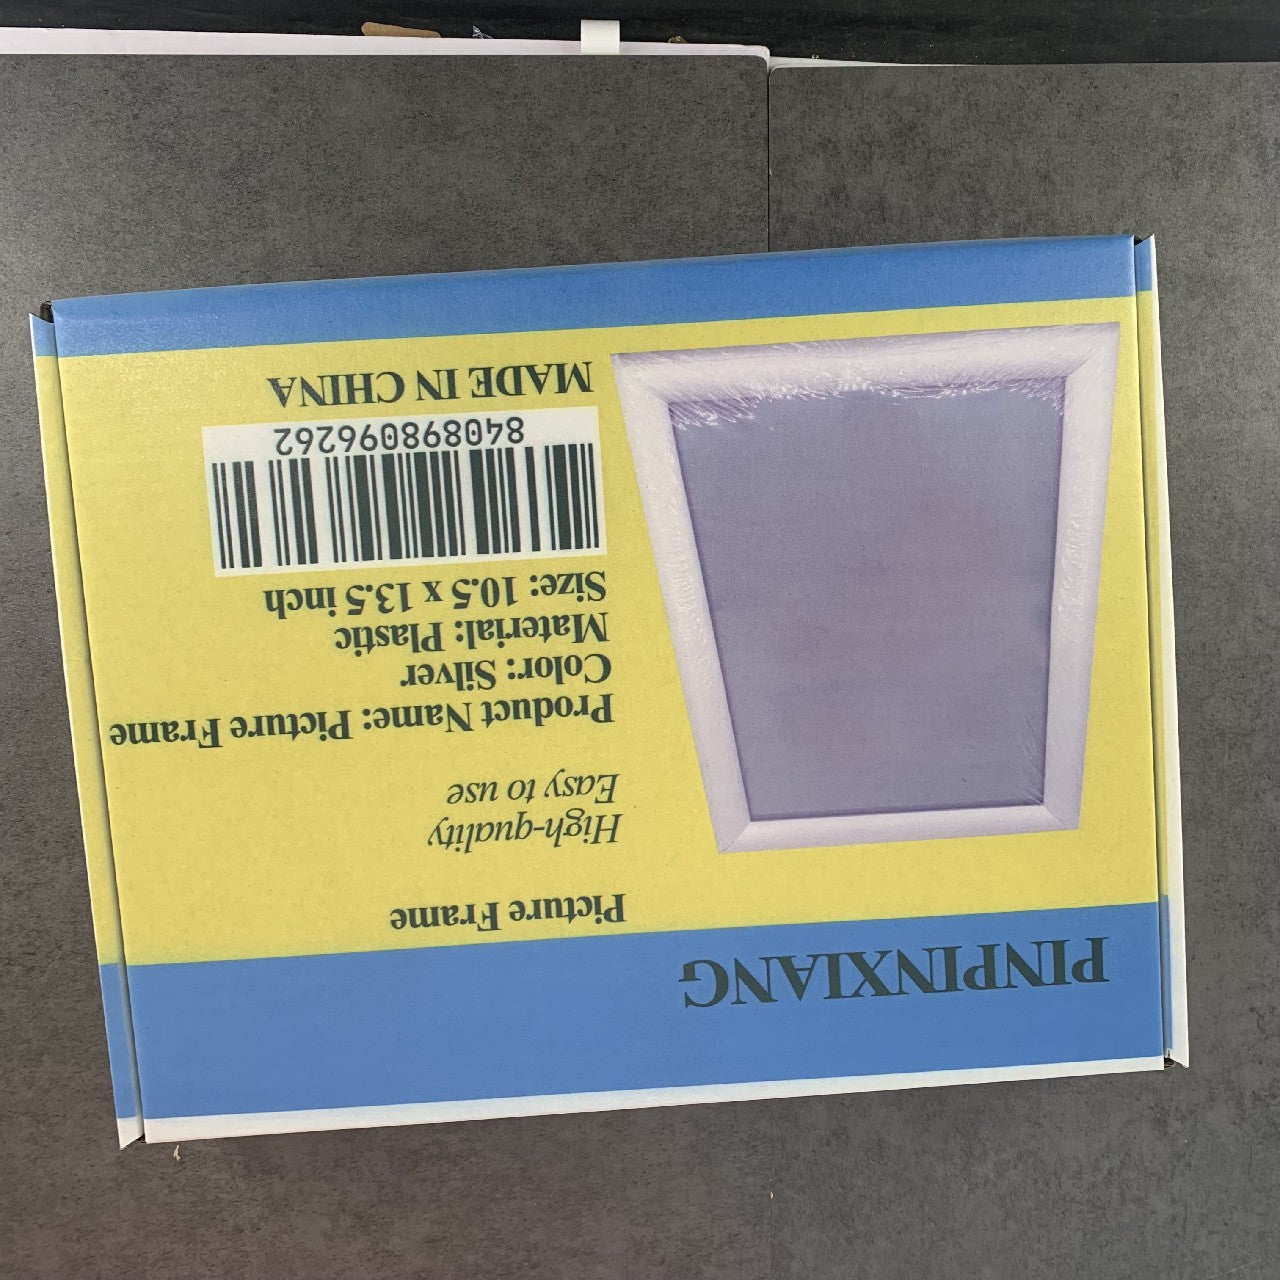 PINPINXIANG
Picture Frame
High-quality
Easy to use
Product Name: Picture Frame
Color: Silver
Material: Plastic
Size: 10.5 x 13.5 inch
840898096262
MADE IN CHINA